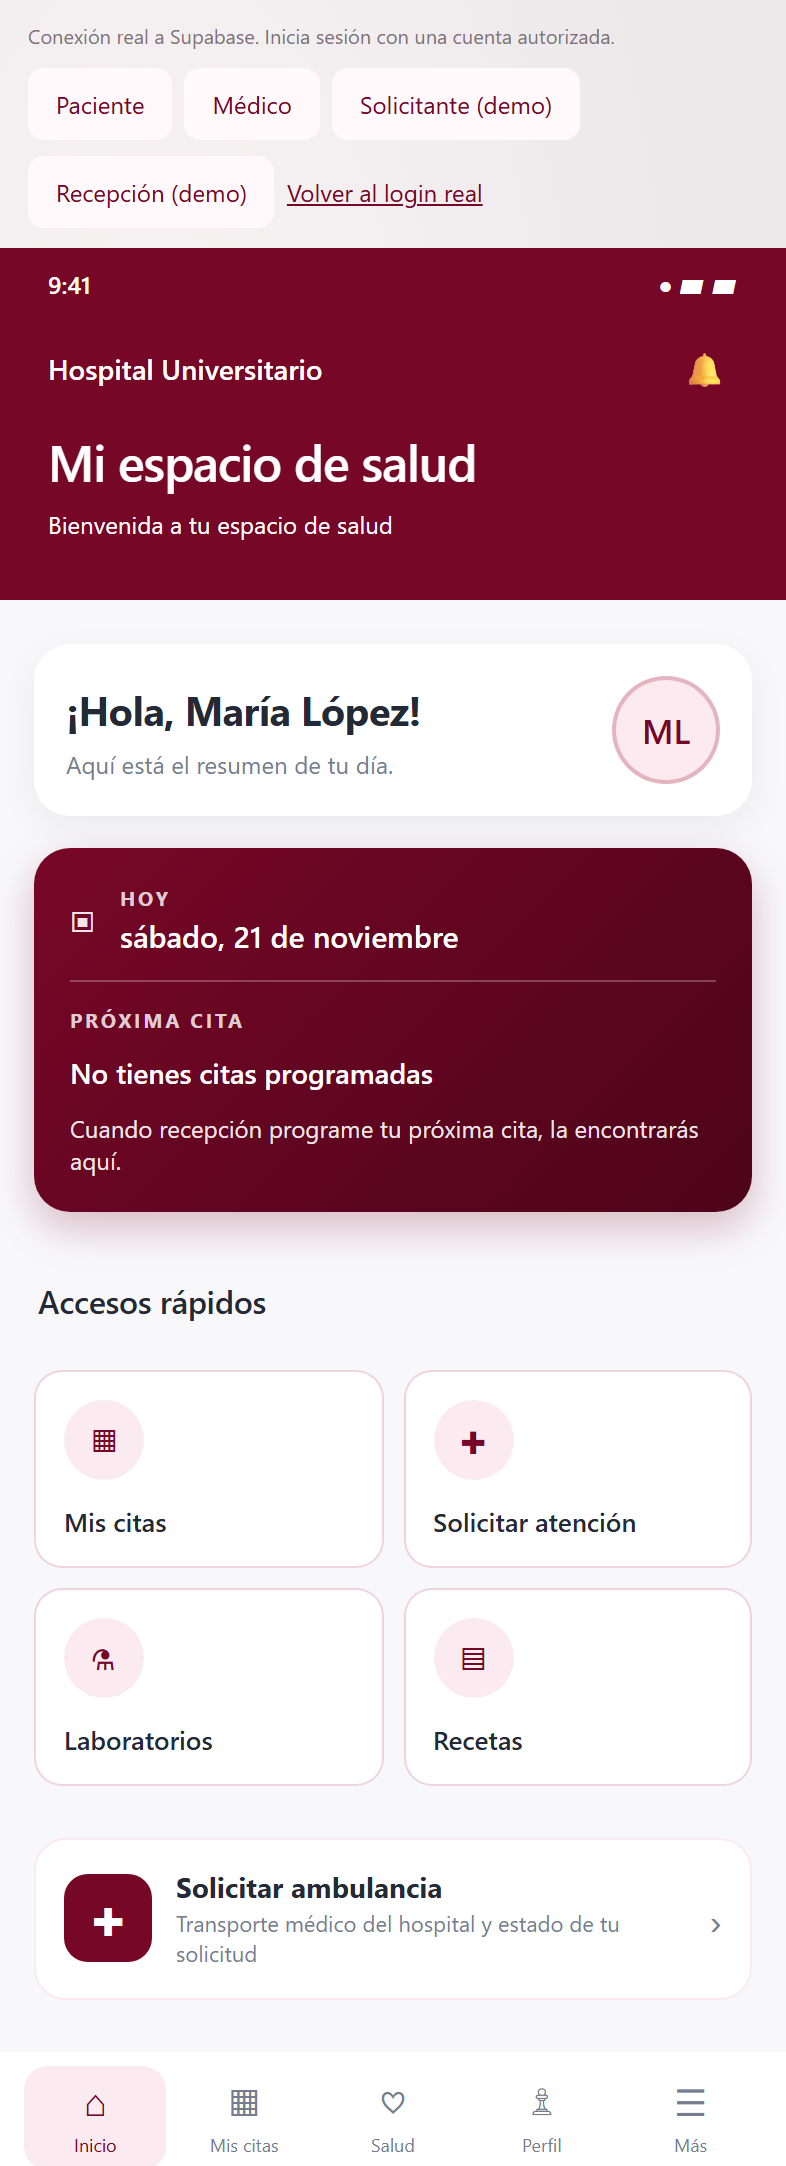 Conexión real a Supabase. Inicia sesión con una cuenta autorizada.
Paciente
Médico
Solicitante (demo)
Recepción (demo)
Volver al login real
9:41
Hospital Universitario
Mi espacio de salud
Bienvenida a tu espacio de salud
¡Hola, María López!
Aquí está el resumen de tu día.
ML
HOY
sábado, 21 de noviembre
PRÓXIMA CITA
No tienes citas programadas
Cuando recepción programe tu próxima cita, la encontrarás
aquí.
Accesos rápidos
Mis citas
Solicitar atención
Laboratorios
Recetas
Solicitar ambulancia
Transporte médico del hospital y estado de tu
solicitud
Inicio
Mis citas
Salud
Perfil
Más